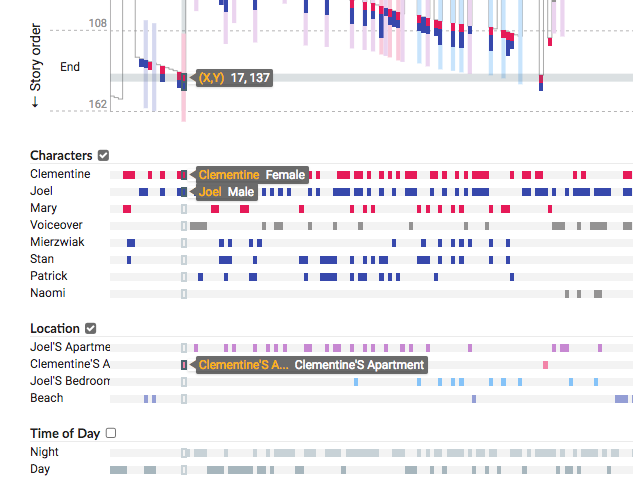 108
← Story order
End
(X,Y) 17, 137
162
Characters
Clementine
Clementine Female
Joel
Joel Male
Mary
Voiceover
Mierzwiak
Stan
Patrick
Naomi
Location
Joel'S Apartme
Clementine'S A
Clementine'S A... Clementine'S Apartment
Joel'S Bedroom
Beach
Time of Day
Night
Day